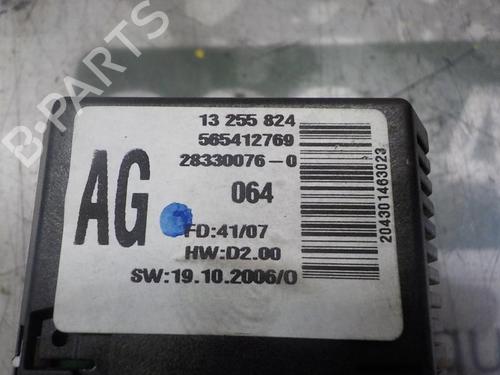 13 255 824
565412769
28330076-0
AG
064
FD:41/07
HW:D2.00
SW:19.10.2006/0
204301463023
B-PARTS